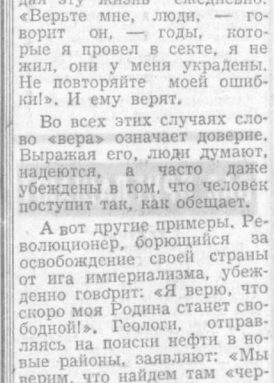 дая эту жизнь ежедневно.
«Верьте мне, люди, — го-
ворит он, — годы, кото-
рые я провел в секте, я не
жил, они у меня украдены.
Не повторяйте моей ошиб-
ки!». И ему верят.
Во всех этих случаях сло-
во «вера» означает доверие.
Выражая его, люди думают,
надеются, а часто даже
убеждены в том, что человек
поступит так, как обещает.
А вот другие примеры. Ре-
волюционер, борющийся за
освобождение своей страны
от ига империализма, убеж-
денно говорит: «Я верю, что
скоро моя Родина станет сво-
бодной!». Геологи, отправ-
ляясь на поиски нефти в но-
вые районы, заявляют: «Мы
верим, что найдем там «чер-